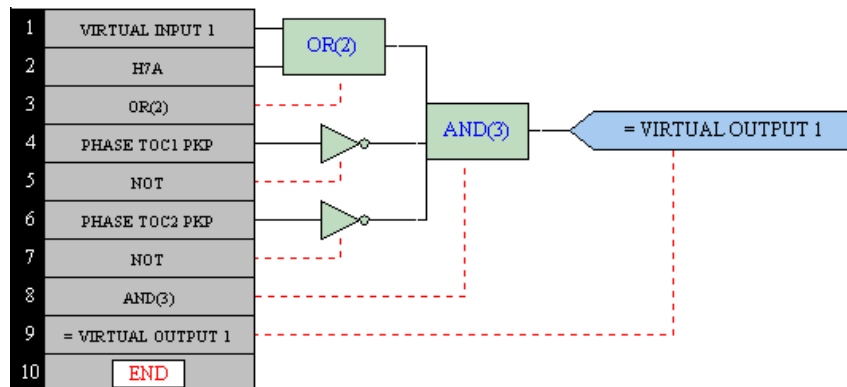 1 VIRTUAL INPUT 1
2 H7A
3 OR(2)
4 PHASE TOC1 PKP
5 NOT
6 PHASE TOC2 PKP
7 NOT
8 AND(3)
9 = VIRTUAL OUTPUT 1
10 END
OR(2)
AND(3)
= VIRTUAL OUTPUT 1